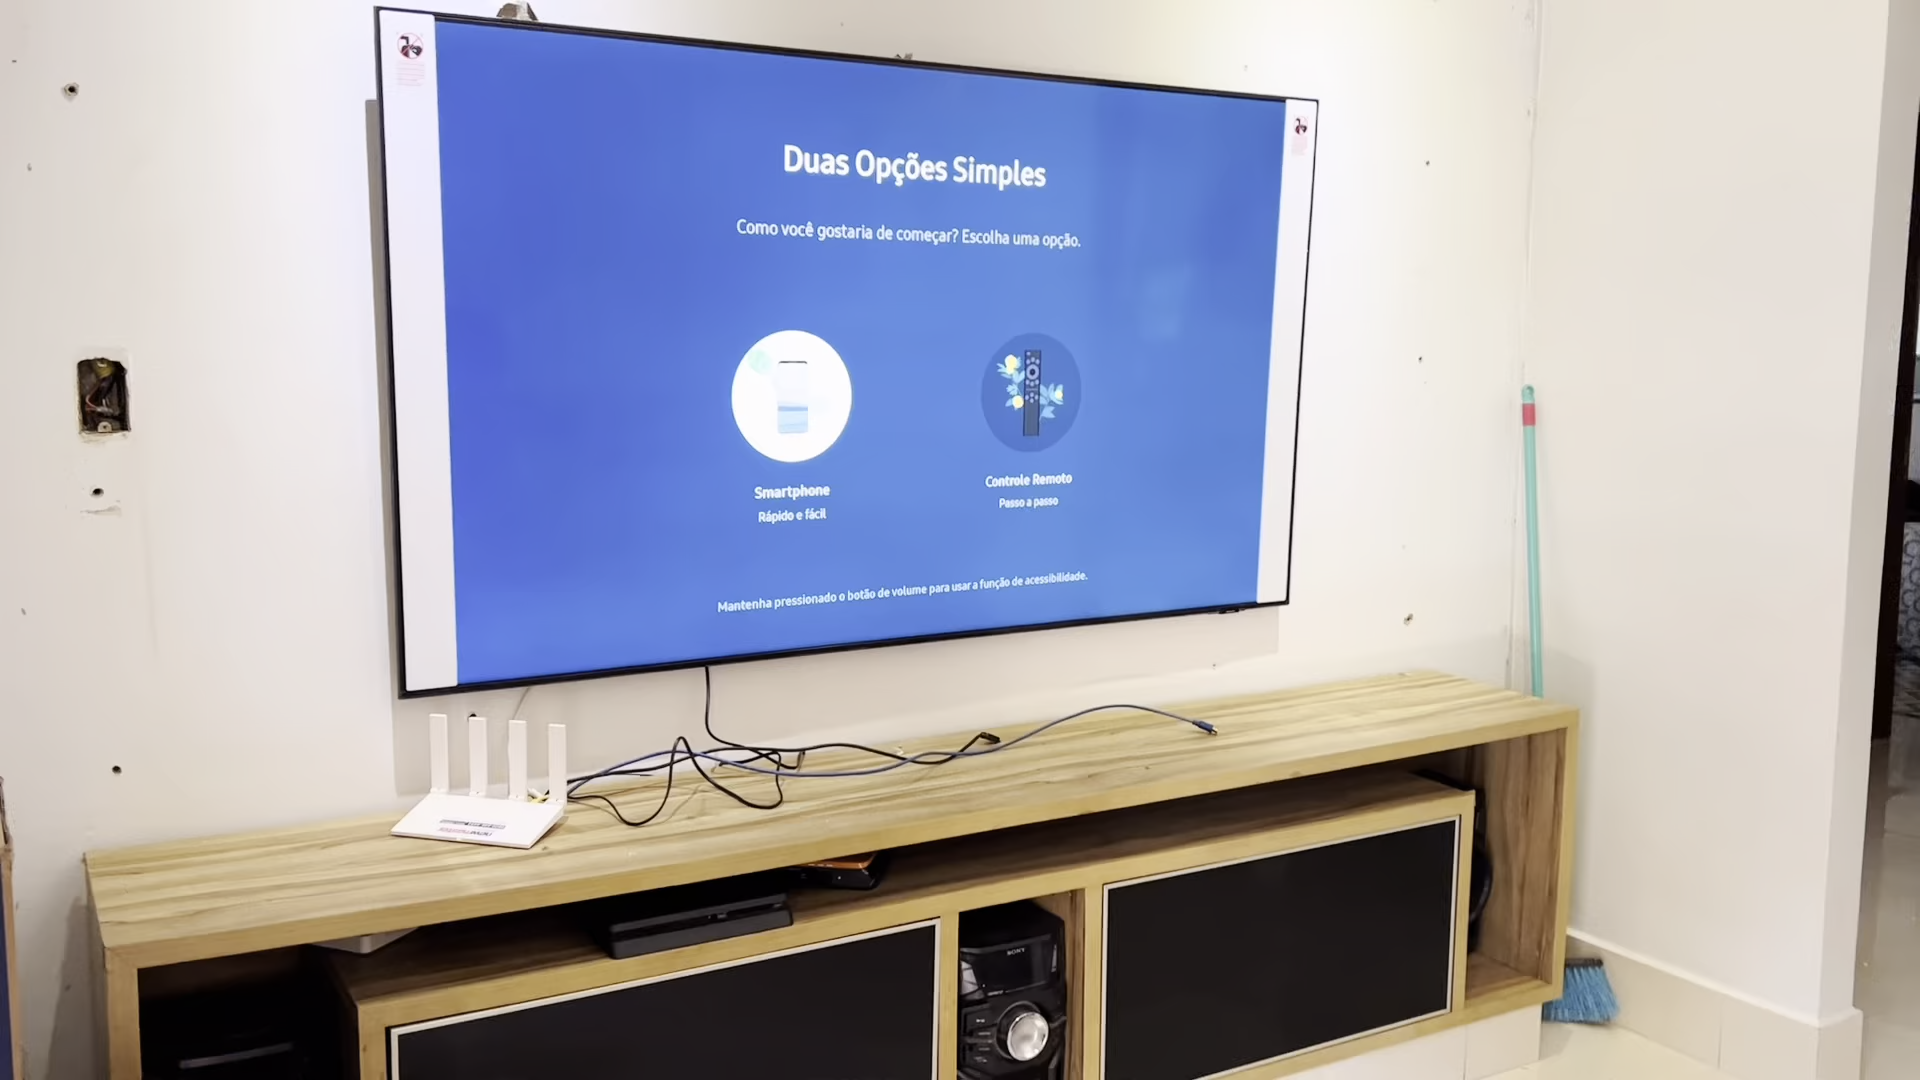 Duas Opções Simples
Como você gostaria de começar? Escolha uma opção.
Smartphone
Rápido e fácil
Controle Remoto
Passo a passo
Mantenha pressionado o botão de volume para usar a função de acessibilidade.
SONY